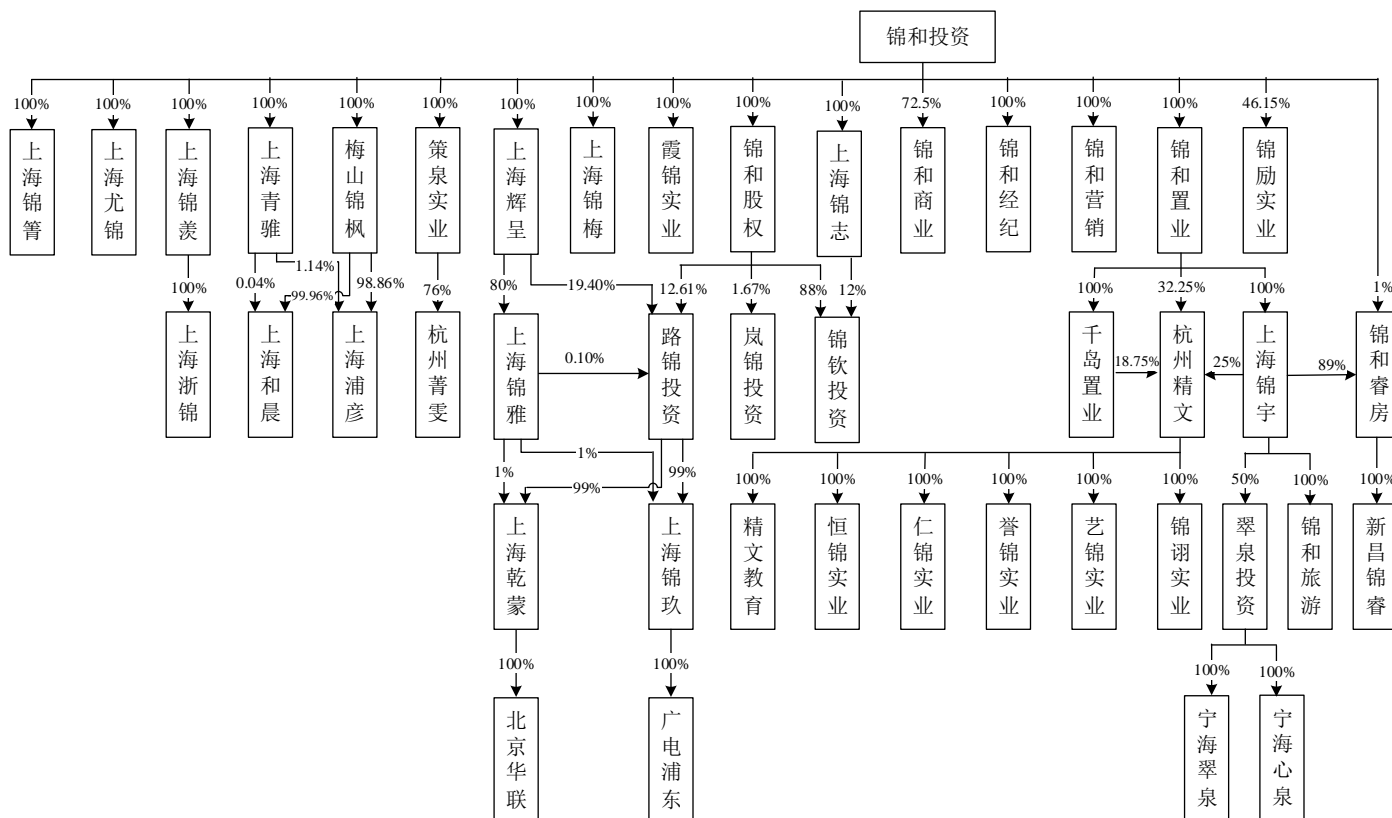 锦和投资
100%
100%
100%
100%
100%
100%
100%
100%
100%
100%
100%
72.5%
100%
100%
100%
46.15%
上海锦箐
上海尤锦
上海锦羡
上海青骓
梅山锦枫
策泉实业
上海辉呈
上海锦梅
霞锦实业
锦和股权
上海锦志
锦和商业
锦和经纪
锦和营销
锦和置业
锦励实业
100%
0.04%
1.14%
99.96%
98.86%
76%
80%
19.40%
12.61%
1.67%
88%
12%
100%
32.25%
100%
1%
上海浙锦
上海和晨
上海浦彦
杭州菁雯
上海锦雅
0.10%
路锦投资
岚锦投资
锦钦投资
千岛置业
18.75%
杭州精文
25%
上海锦宇
89%
锦和睿房
1%
1%
99%
99%
100%
100%
100%
100%
100%
100%
50%
100%
100%
上海乾蒙
上海锦玖
精文教育
恒锦实业
仁锦实业
誉锦实业
艺锦实业
锦诩实业
翠泉投资
锦和旅游
新昌锦睿
100%
100%
100%
100%
北京华联
广电浦东
宁海翠泉
宁海心泉